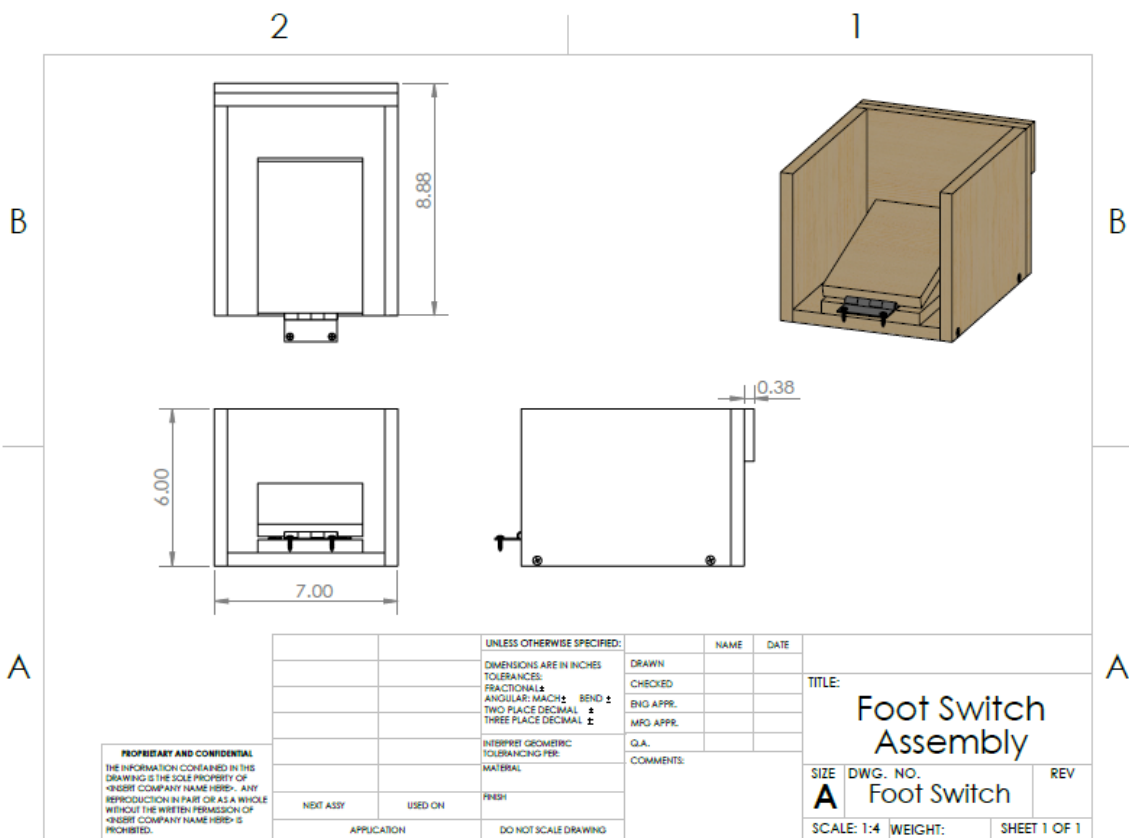 2 1
B B
8.88
0.38
6.00
7.00
A A
UNLESS OTHERWISE SPECIFIED:
DIMENSIONS ARE IN INCHES
TOLERANCES:
FRACTIONAL±
ANGULAR: MACH± BEND ±
TWO PLACE DECIMAL ±
THREE PLACE DECIMAL ±
INTERPRET GEOMETRIC
TOLERANCING PER:
MATERIAL
FINISH
DO NOT SCALE DRAWING
NAME DATE
DRAWN
CHECKED
ENG APPR.
MFG APPR.
Q.A.
COMMENTS:
TITLE:
Foot Switch
Assembly
SIZE DWG. NO. REV
A Foot Switch
SCALE: 1:4 WEIGHT: SHEET 1 OF 1
PROPRIETARY AND CONFIDENTIAL
THE INFORMATION CONTAINED IN THIS
DRAWING IS THE SOLE PROPERTY OF
<INSERT COMPANY NAME HERE>. ANY
REPRODUCTION IN PART OR AS A WHOLE
WITHOUT THE WRITTEN PERMISSION OF
<INSERT COMPANY NAME HERE> IS
PROHIBITED.
NEXT ASSY USED ON
APPLICATION